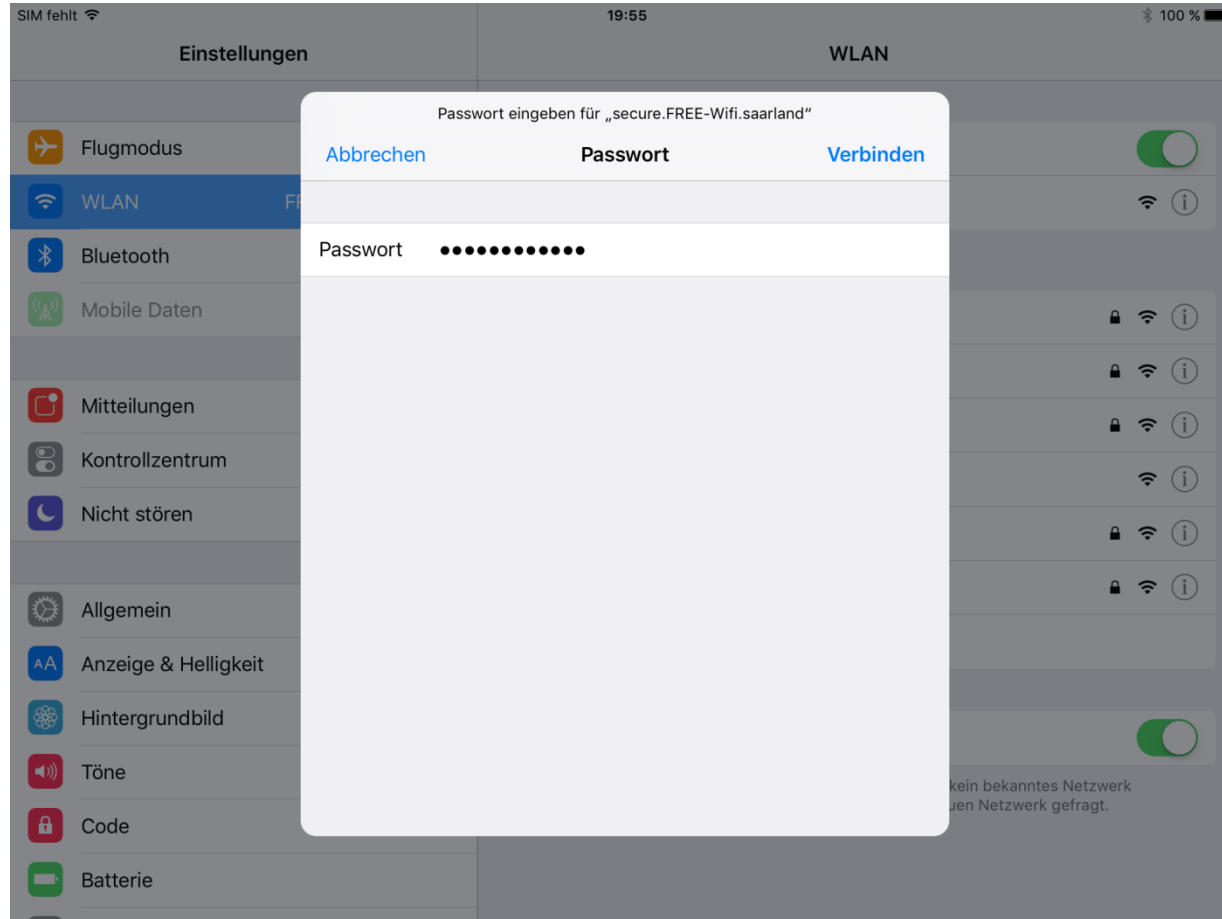 SIM fehlt 19:55 100 %
Einstellungen WLAN
Passwort eingeben für „secure.FREE-Wifi.saarland“
Abbrechen Passwort Verbinden
Passwort ●●●●●●●●●●●●
Flugmodus
WLAN
Bluetooth
Mobile Daten
Mitteilungen
Kontrollzentrum
Nicht stören
Allgemein
AA Anzeige & Helligkeit
Hintergrundbild
Töne
Code
Batterie
kein bekanntes Netzwerk
Netzwerk gefragt.